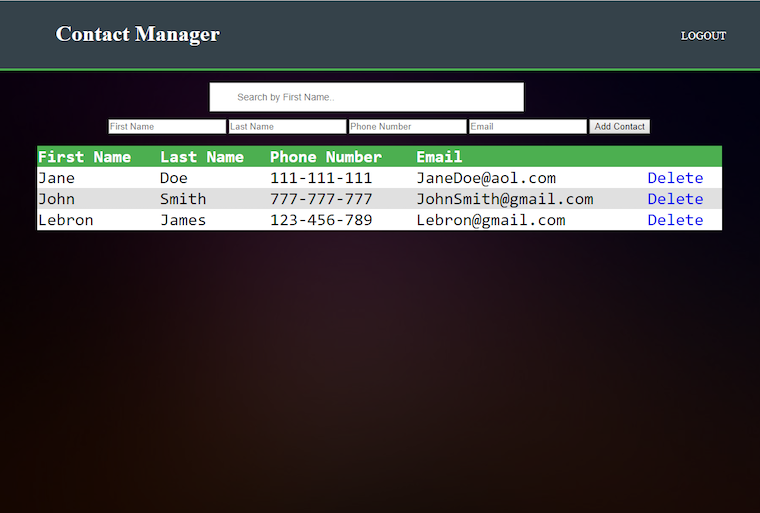 Contact Manager LOGOUT
Search by First Name..
First Name Last Name Phone Number Email Add Contact
First Name Last Name Phone Number Email
Jane Doe 111-111-111 JaneDoe@aol.com Delete
John Smith 777-777-777 JohnSmith@gmail.com Delete
Lebron James 123-456-789 Lebron@gmail.com Delete